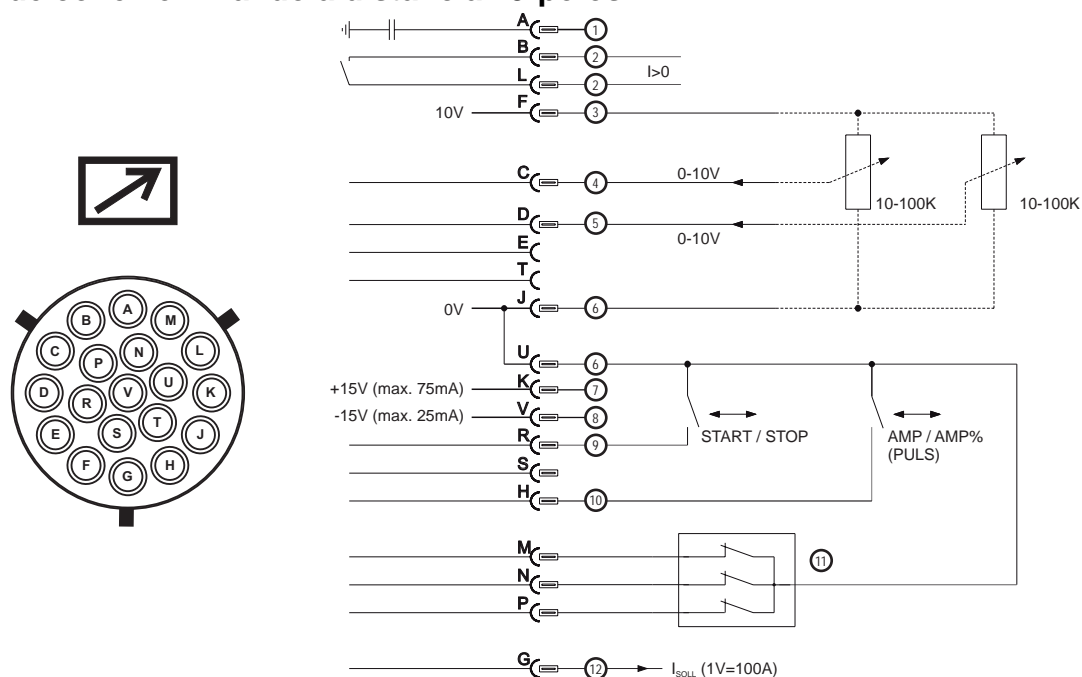 A 1
B 2
L 2 I>0
10V F 3
C 4 0-10V
10-100K 10-100K
D 5 0-10V
E
T
0V J 6
U 6
+15V (max. 75mA) K 7
-15V (max. 25mA) V 8
START / STOP
AMP / AMP%
(PULS)
R 9
S
H 10
M
11
N
P
G 12 I_SOLL (1V=100A)
A
B M
C P N L
D R V U K
E S T J
F G H